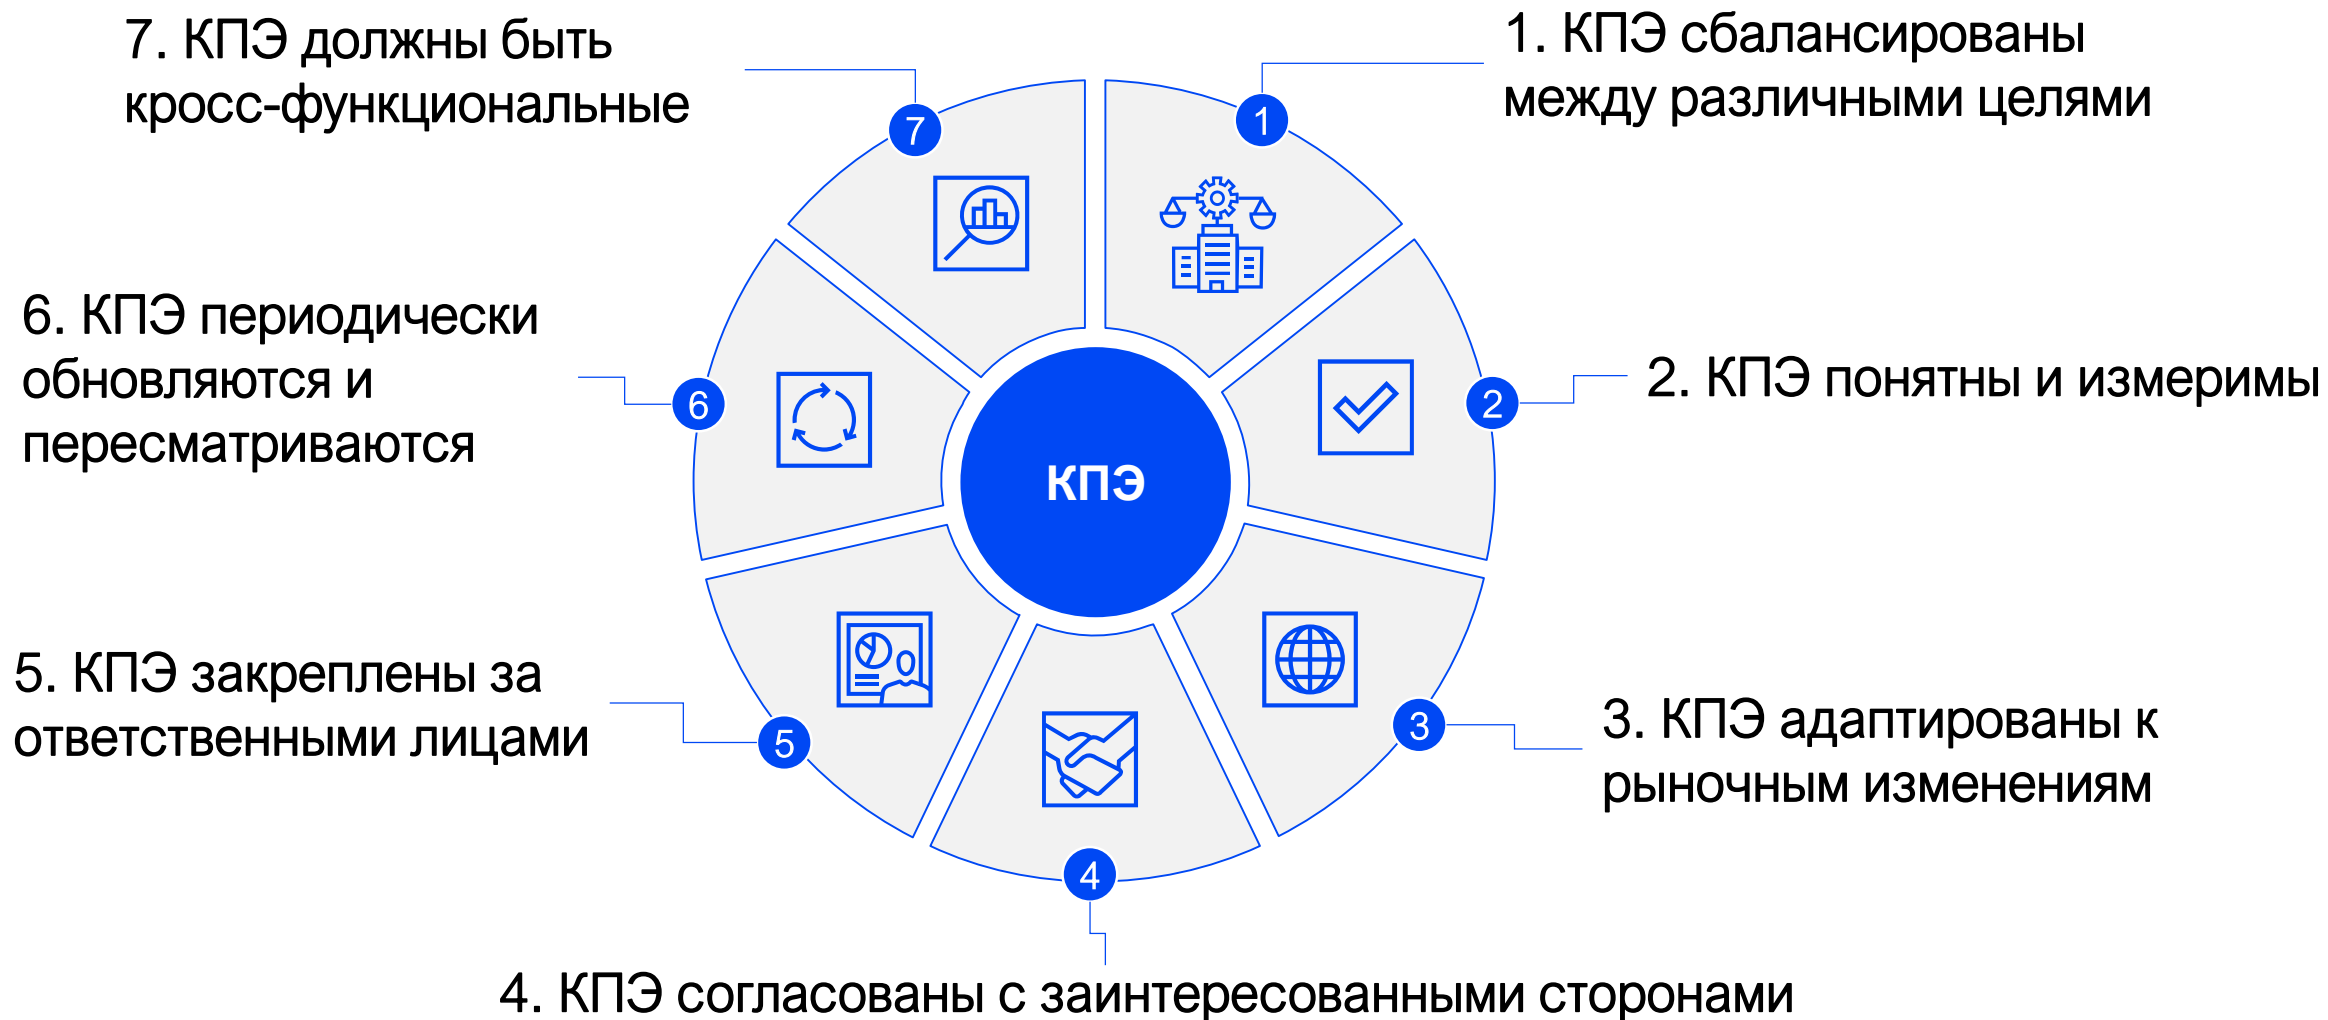 1. КПЭ сбалансированы
между различными целями
1
2. КПЭ понятны и измеримы
2
3. КПЭ адаптированы к
рыночным изменениям
3
4. КПЭ согласованы с заинтересованными сторонами
4
5. КПЭ закреплены за
ответственными лицами
5
6. КПЭ периодически
обновляются и
пересматриваются
6
7. КПЭ должны быть
кросс-функциональные
7
КПЭ